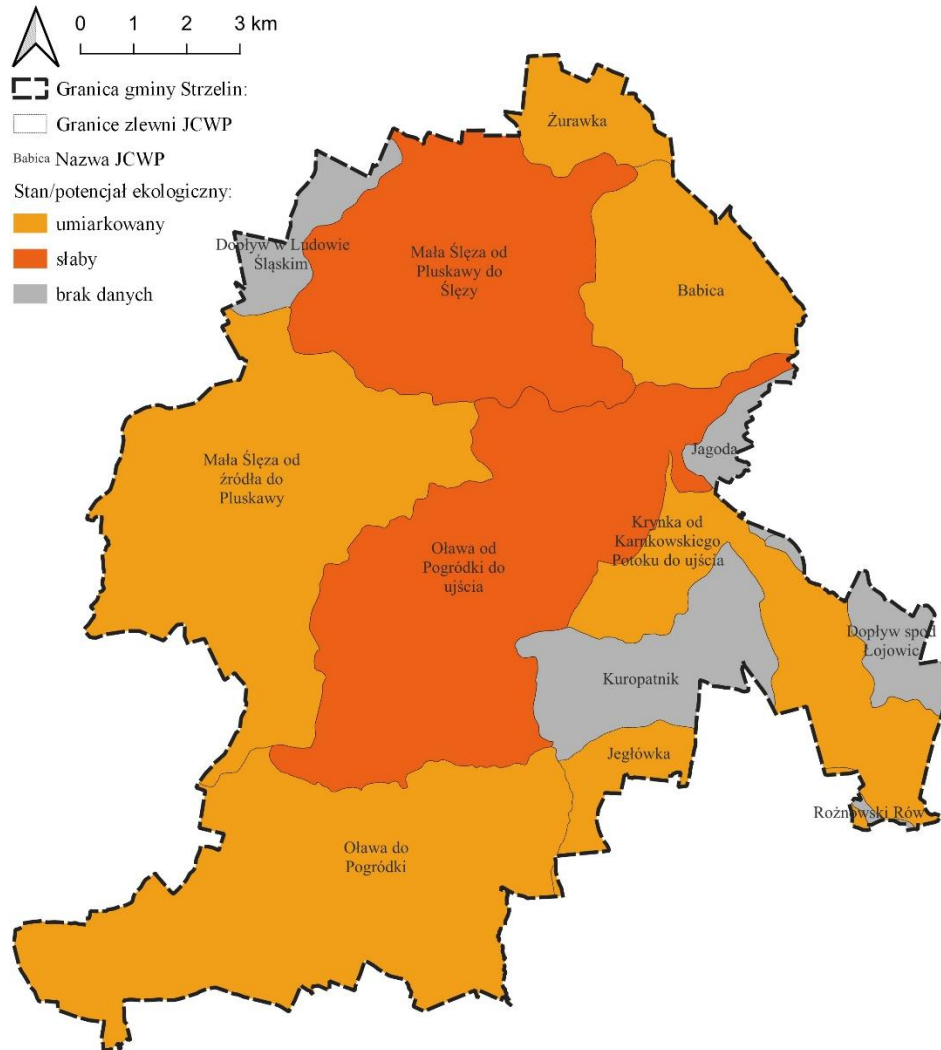 0 1 2 3 km
Granica gminy Strzelin:
Granice zlewni JCWP
Babica Nazwa JCWP
Stan/potencjał ekologiczny:
umiarkowany
słaby
brak danych
Żurawka
Dopływ w Ludowie
Śląskim
Mała Ślęza od
Pluskawy do
Ślęzy
Babica
Mała Ślęza od
źródła do
Pluskawy
Jagoda
Krynka od
Karnkowskiego
Potoku do ujścia
Oława od
Pogródki do
ujścia
Dopływ spod
Łojowic
Kuropatnik
Jegłówka
Rożnowski Rów
Oława do
Pogródki